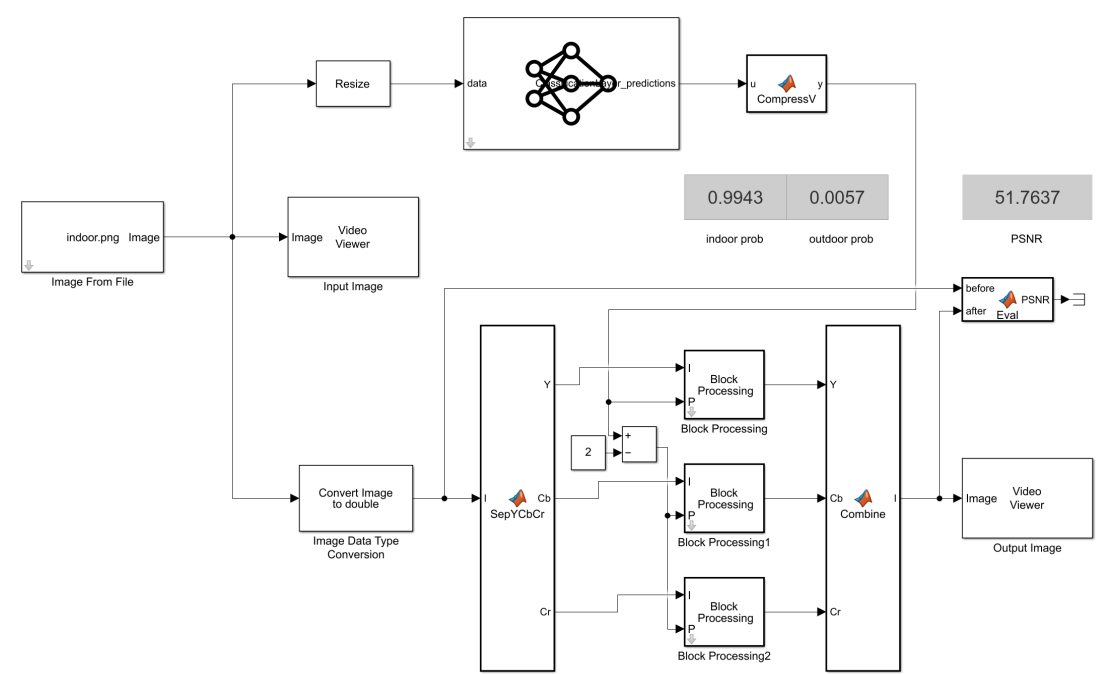 Resize
data
ClassificationLayer_predictions
u
y
CompressV
0.9943
0.0057
51.7637
indoor prob
outdoor prob
PSNR
indoor.png
Image
Image From File
Image
Video
Viewer
Input Image
before
after
PSNR
Eval
Y
I
Block
Processing
P
Block Processing
Y
2
+
−
Convert Image
to double
Image Data Type
Conversion
I
SepYCbCr
Cb
I
Block
Processing
P
Block Processing1
Cb
Combine
I
Image
Video
Viewer
Output Image
Cr
I
Block
Processing
P
Block Processing2
Cr